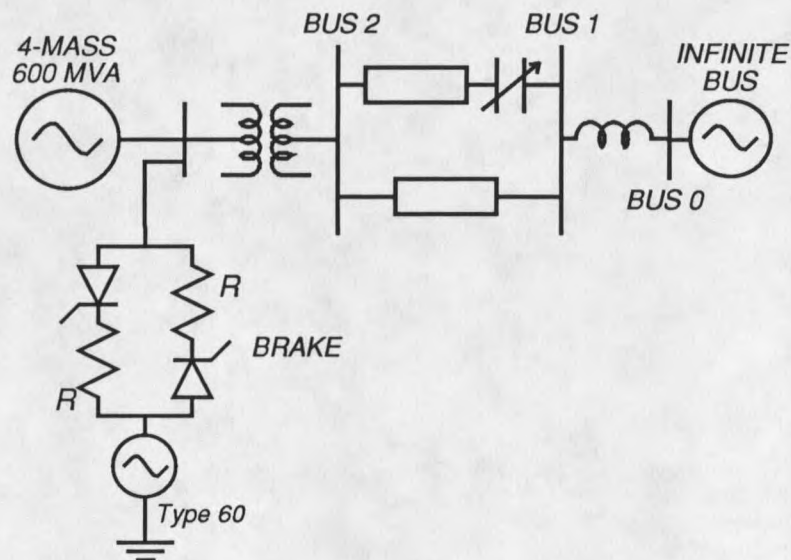 BUS 2
BUS 1
4-MASS
600 MVA
INFINITE
BUS
BUS 0
R
BRAKE
R
Type 60